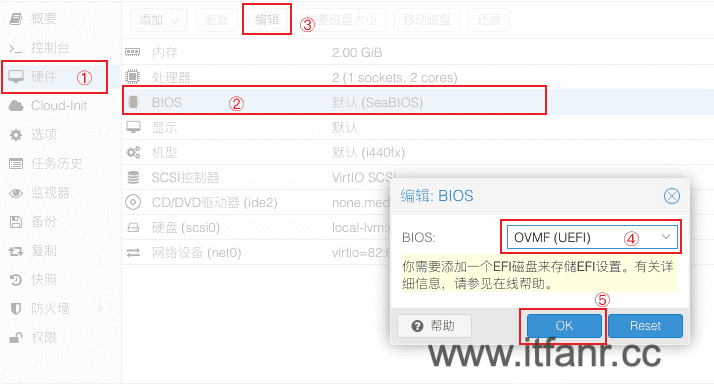 概要
控制台
硬件 ①
Cloud-Init
选项
任务历史
监视器
备份
复制
快照
防火墙
权限
添加 删除 编辑 ③ 调整磁盘大小 移动磁盘 还原
内存 2.00 GiB
处理器 2 (1 sockets, 2 cores)
BIOS ② 默认 (SeaBIOS)
显示 默认
机型 默认 (i440fx)
SCSI控制器 VirtIO SCSI
CD/DVD驱动器 (ide2) none,med
硬盘 (scsi0) local-lvm:v
网络设备 (net0) virtio=82:6
编辑: BIOS
BIOS: OVMF (UEFI) ④
你需要添加一个EFI磁盘来存储EFI设置。有关详
细信息，请参见在线帮助。
⑤
帮助 OK Reset
www.itfanr.cc